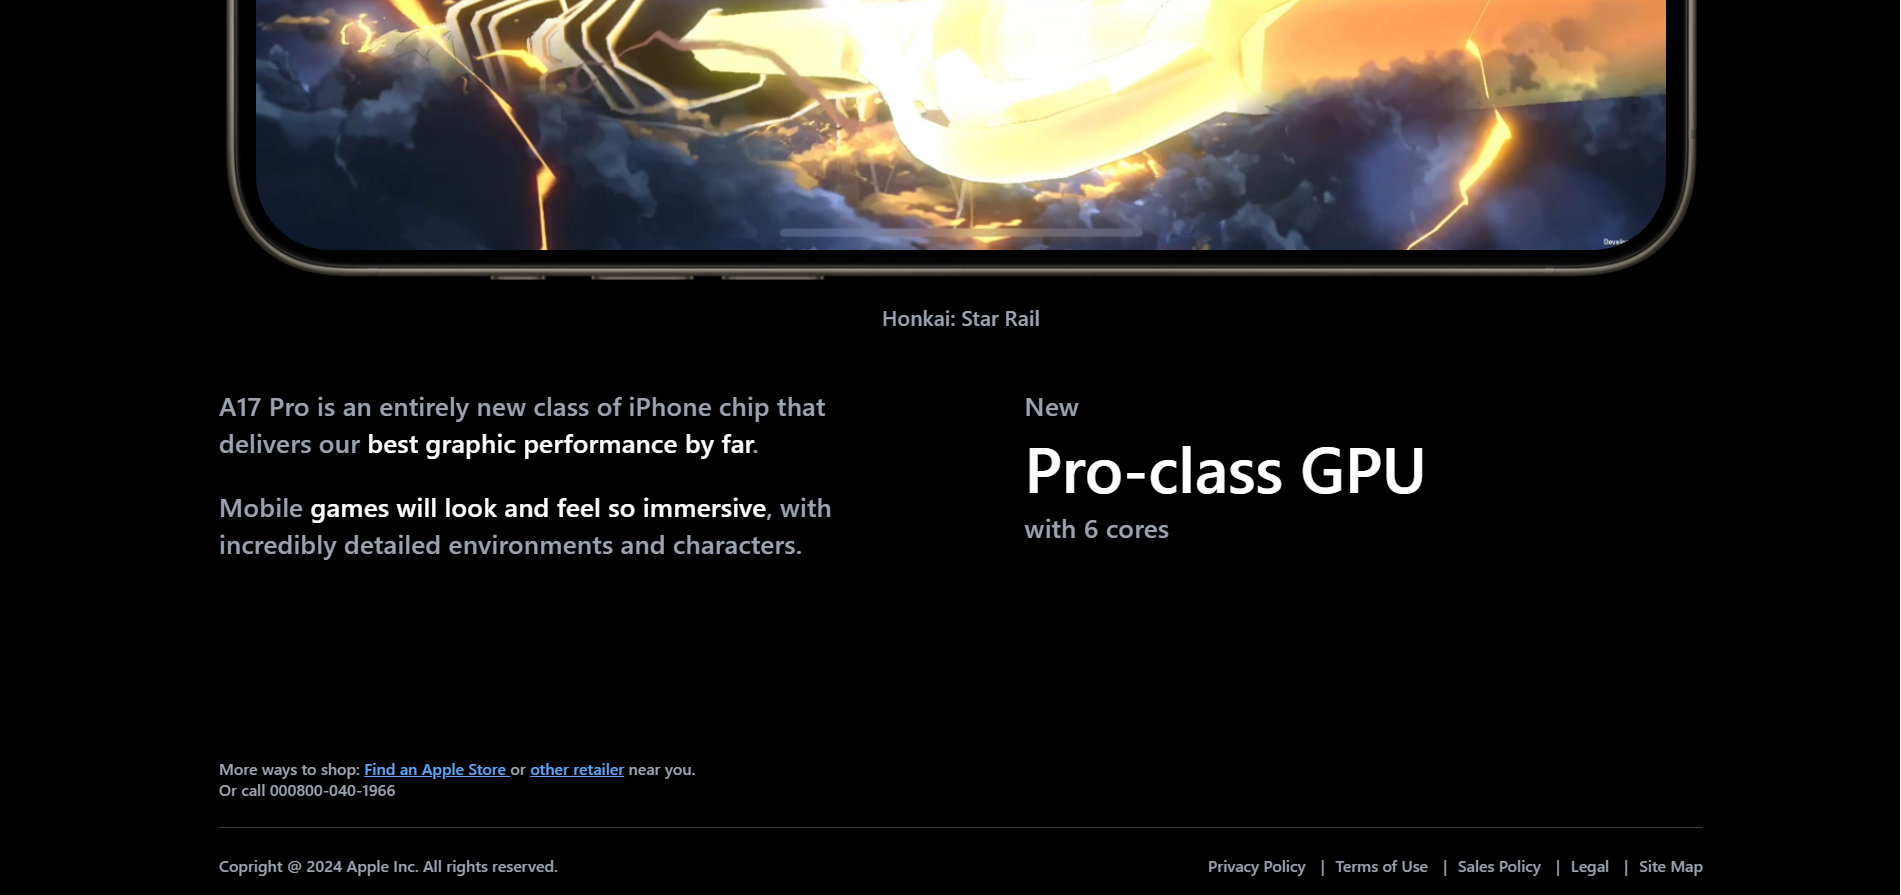 Honkai: Star Rail
A17 Pro is an entirely new class of iPhone chip that
delivers our best graphic performance by far.
Mobile games will look and feel so immersive, with
incredibly detailed environments and characters.
New
Pro-class GPU
with 6 cores
More ways to shop: Find an Apple Store or other retailer near you.
Or call 000800-040-1966
Copright @ 2024 Apple Inc. All rights reserved.
Privacy Policy | Terms of Use | Sales Policy | Legal | Site Map